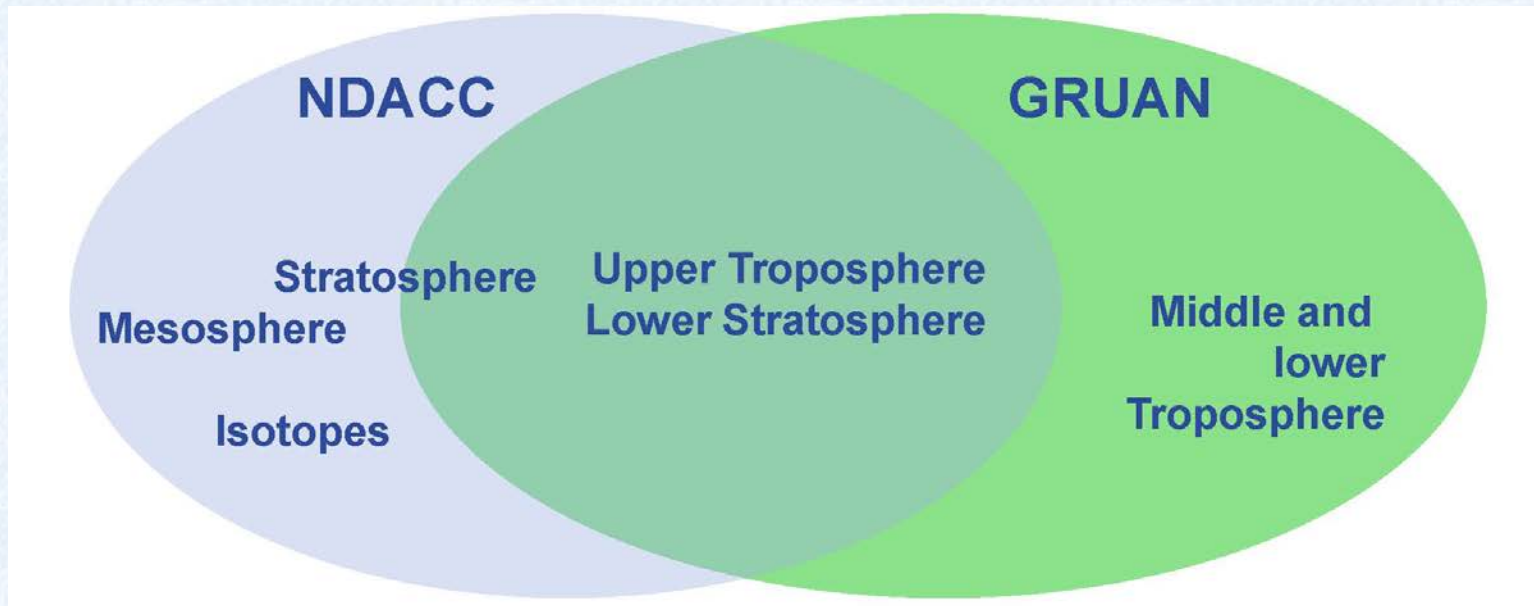 NDACC
GRUAN
Stratosphere
Mesosphere
Isotopes
Upper Troposphere
Lower Stratosphere
Middle and
lower
Troposphere